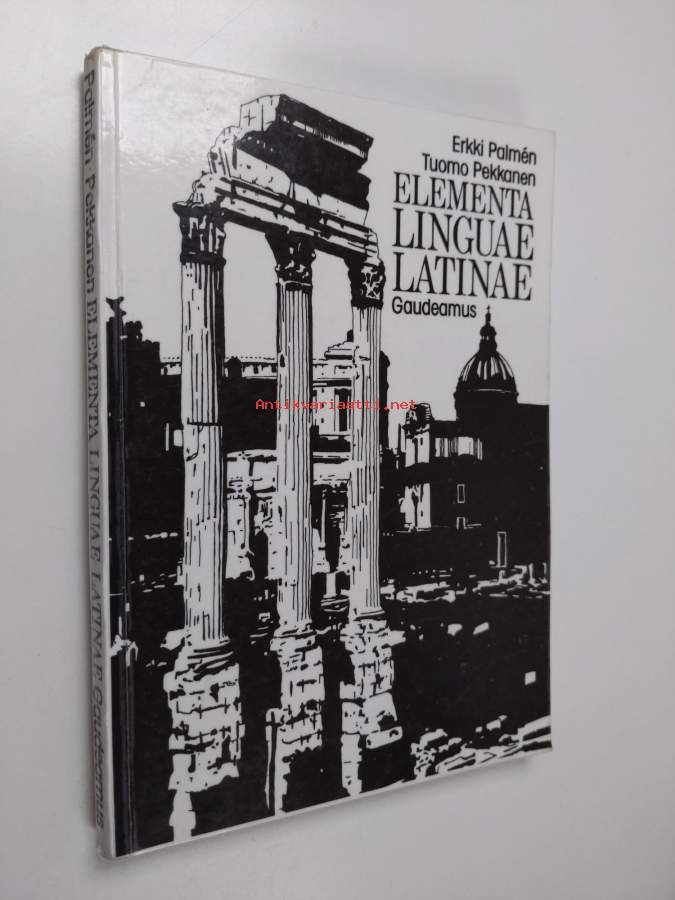 Erkki Palmén
Tuomo Pekkanen
ELEMENTA
LINGUAE
LATINAE
Gaudeamus
Palmén Pekkanen ELEMENTA LINGUAE LATINAE Gaudeamus
Antikvariaatti.net